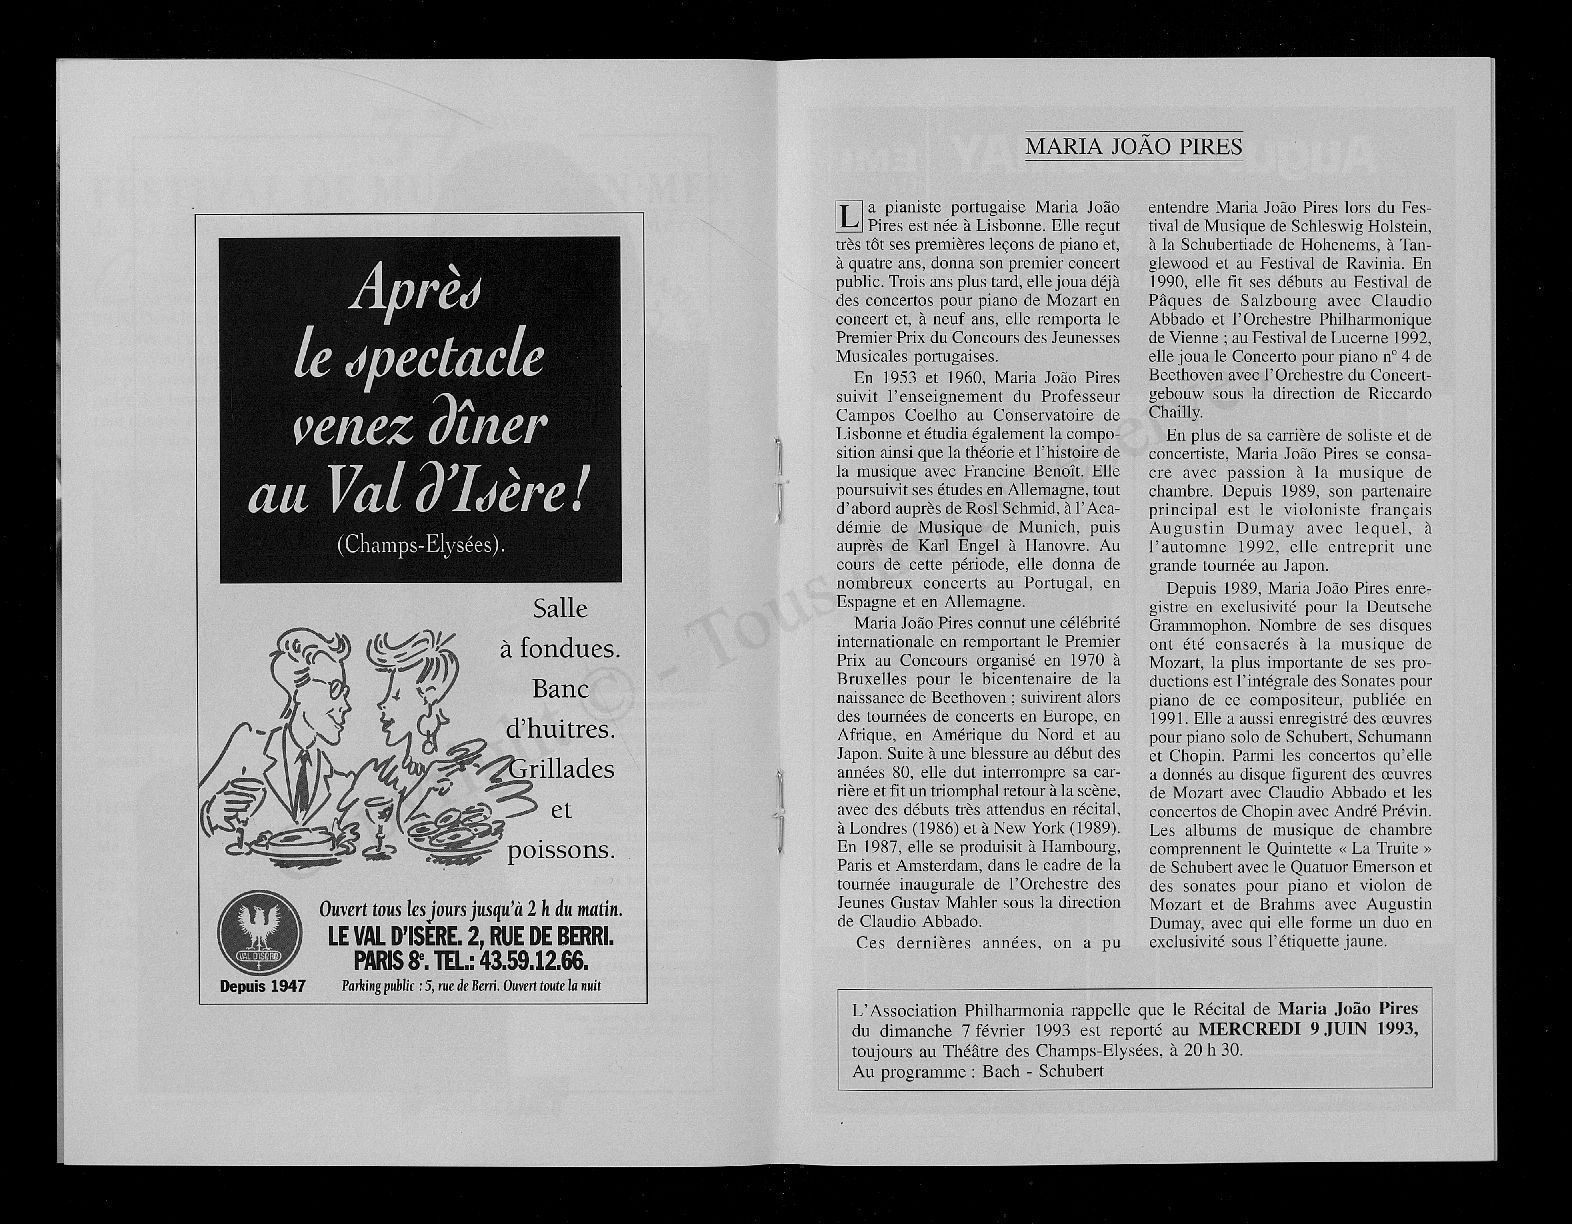 Après
le spectacle
venez dîner
au Val d'Isère!
(Champs-Elysées).
Salle
à fondues.
Banc
d'huitres.
Grillades
et
poissons.
VAL D'ISERE
Depuis 1947
Ouvert tous les jours jusqu'à 2 h du matin.
LE VAL D'ISÈRE. 2, RUE DE BERRI.
PARIS 8e. TEL.: 43.59.12.66.
Parking public : 5, rue de Berri. Ouvert toute la nuit
MARIA JOÃO PIRES
La pianiste portugaise Maria João
Pires est née à Lisbonne. Elle reçut
très tôt ses premières leçons de piano et,
à quatre ans, donna son premier concert
public. Trois ans plus tard, elle joua déjà
des concertos pour piano de Mozart en
concert et, à neuf ans, elle remporta le
Premier Prix du Concours des Jeunesses
Musicales portugaises.
En 1953 et 1960, Maria João Pires
suivit l'enseignement du Professeur
Campos Coelho au Conservatoire de
Lisbonne et étudia également la compo-
sition ainsi que la théorie et l'histoire de
la musique avec Francine Benoît. Elle
poursuivit ses études en Allemagne, tout
d'abord auprès de Rosl Schmid, à l'Aca-
démie de Musique de Munich, puis
auprès de Karl Engel à Hanovre. Au
cours de cette période, elle donna de
nombreux concerts au Portugal, en
Espagne et en Allemagne.
Maria João Pires connut une célébrité
internationale en remportant le Premier
Prix au Concours organisé en 1970 à
Bruxelles pour le bicentenaire de la
naissance de Beethoven ; suivirent alors
des tournées de concerts en Europe, en
Afrique, en Amérique du Nord et au
Japon. Suite à une blessure au début des
années 80, elle dut interrompre sa car-
rière et fit un triomphal retour à la scène,
avec des débuts très attendus en récital,
à Londres (1986) et à New York (1989).
En 1987, elle se produisit à Hambourg,
Paris et Amsterdam, dans le cadre de la
tournée inaugurale de l'Orchestre des
Jeunes Gustav Mahler sous la direction
de Claudio Abbado.
Ces dernières années, on a pu
entendre Maria João Pires lors du Fes-
tival de Musique de Schleswig Holstein,
à la Schubertiade de Hohenems, à Tan-
glewood et au Festival de Ravinia. En
1990, elle fit ses débuts au Festival de
Pâques de Salzbourg avec Claudio
Abbado et l'Orchestre Philharmonique
de Vienne ; au Festival de Lucerne 1992,
elle joua le Concerto pour piano n° 4 de
Beethoven avec l'Orchestre du Concert-
gebouw sous la direction de Riccardo
Chailly.
En plus de sa carrière de soliste et de
concertiste, Maria João Pires se consa-
cre avec passion à la musique de
chambre. Depuis 1989, son partenaire
principal est le violoniste français
Augustin Dumay avec lequel, à
l'automne 1992, elle entreprit une
grande tournée au Japon.
Depuis 1989, Maria João Pires enre-
gistre en exclusivité pour la Deutsche
Grammophon. Nombre de ses disques
ont été consacrés à la musique de
Mozart, la plus importante de ses pro-
ductions est l'intégrale des Sonates pour
piano de ce compositeur, publiée en
1991. Elle a aussi enregistré des œuvres
pour piano solo de Schubert, Schumann
et Chopin. Parmi les concertos qu'elle
a donnés au disque figurent des œuvres
de Mozart avec Claudio Abbado et les
concertos de Chopin avec André Prévin.
Les albums de musique de chambre
comprennent le Quintette « La Truite »
de Schubert avec le Quatuor Emerson et
des sonates pour piano et violon de
Mozart et de Brahms avec Augustin
Dumay, avec qui elle forme un duo en
exclusivité sous l'étiquette jaune.
L'Association Philharmonia rappelle que le Récital de Maria João Pires
du dimanche 7 février 1993 est reporté au MERCREDI 9 JUIN 1993,
toujours au Théâtre des Champs-Elysées, à 20 h 30.
Au programme : Bach - Schubert